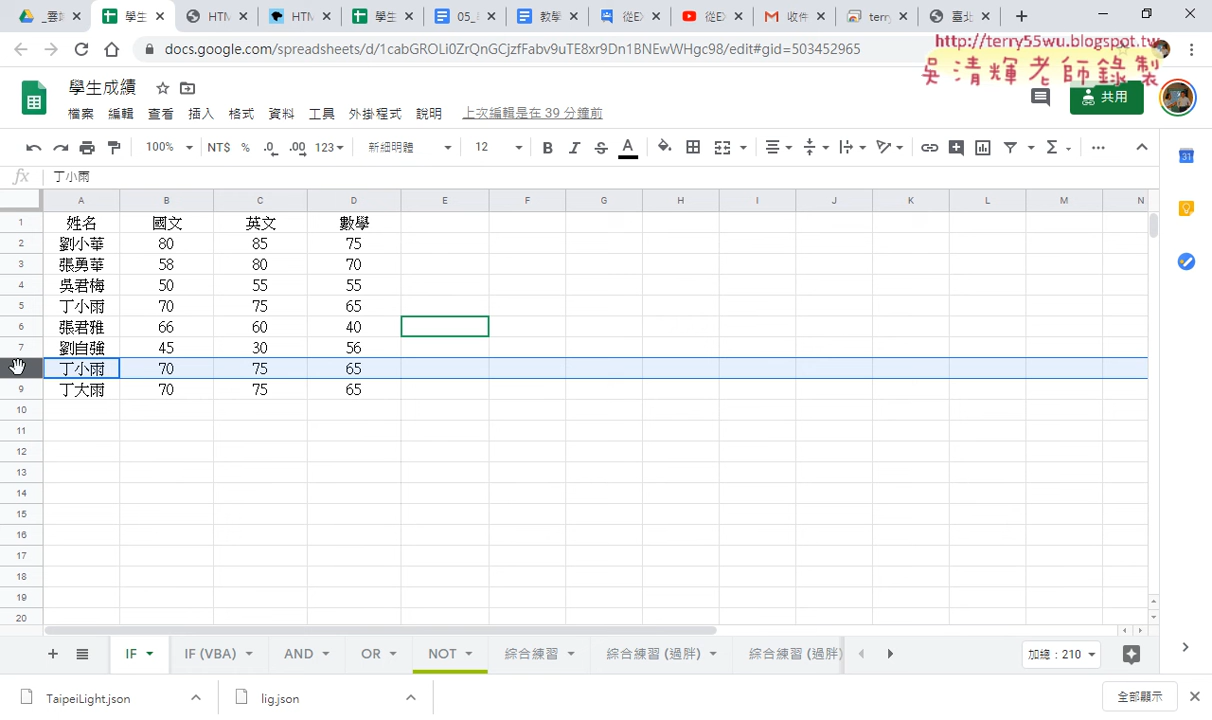 _雲端 學生 HTM HTM 學生 05_ 教學 從EX 從EX 收件 terry 臺北
docs.google.com/spreadsheets/d/1cabGROLI0ZrQnGCjzfFabv9uTE8xr9Dn1BNEwWHgc98/edit#gid=503452965
http://terry55wu.blogspot.tw
吳清輝老師錄製
學生成績
檔案 編輯 查看 插入 格式 資料 工具 外掛程式 說明 上次編輯是在 39 分鐘前
共用
100% NT$ % .0 .00 123 新細明體 12 B I S A Σ
fx 丁小雨
A B C D E F G H I J K L M N
1 姓名 國文 英文 數學
2 劉小華 80 85 75
3 張勇華 58 80 70
4 吳君梅 50 55 55
5 丁小雨 70 75 65
6 張君雅 66 60 40
7 劉自強 45 30 56
丁小雨 70 75 65
9 丁大雨 70 75 65
10
11
12
13
14
15
16
17
18
19
20
IF IF (VBA) AND OR NOT 綜合練習 綜合練習 (過胖) 綜合練習 (過胖) 加總：210
TaipeiLight.json lig.json 全部顯示